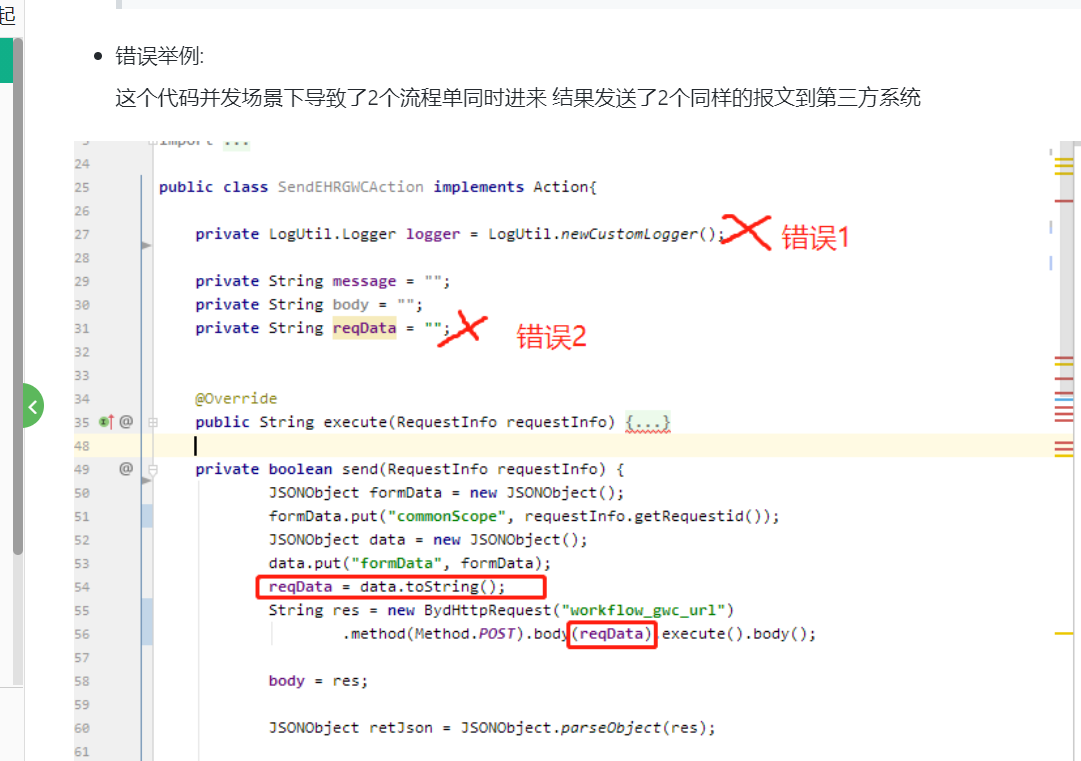 起
错误举例:
这个代码并发场景下导致了2个流程单同时进来 结果发送了2个同样的报文到第三方系统
3 import ...
24
25 public class SendEHRGWCAction implements Action{
26
27 private LogUtil.Logger logger = LogUtil.newCustomLogger(); 错误1
28
29 private String message = "";
30 private String body = "";
31 private String reqData = ""; 错误2
32
33
34 @Override
35 @ public String execute(RequestInfo requestInfo) {...}
48
49 @ private boolean send(RequestInfo requestInfo) {
50 JSONObject formData = new JSONObject();
51 formData.put("commonScope", requestInfo.getRequestid());
52 JSONObject data = new JSONObject();
53 data.put("formData", formData);
54 reqData = data.toString();
55 String res = new BydHttpRequest("workflow_gwc_url")
56 .method(Method.POST).body(reqData).execute().body();
57
58 body = res;
59
60 JSONObject retJson = JSONObject.parseObject(res);
61